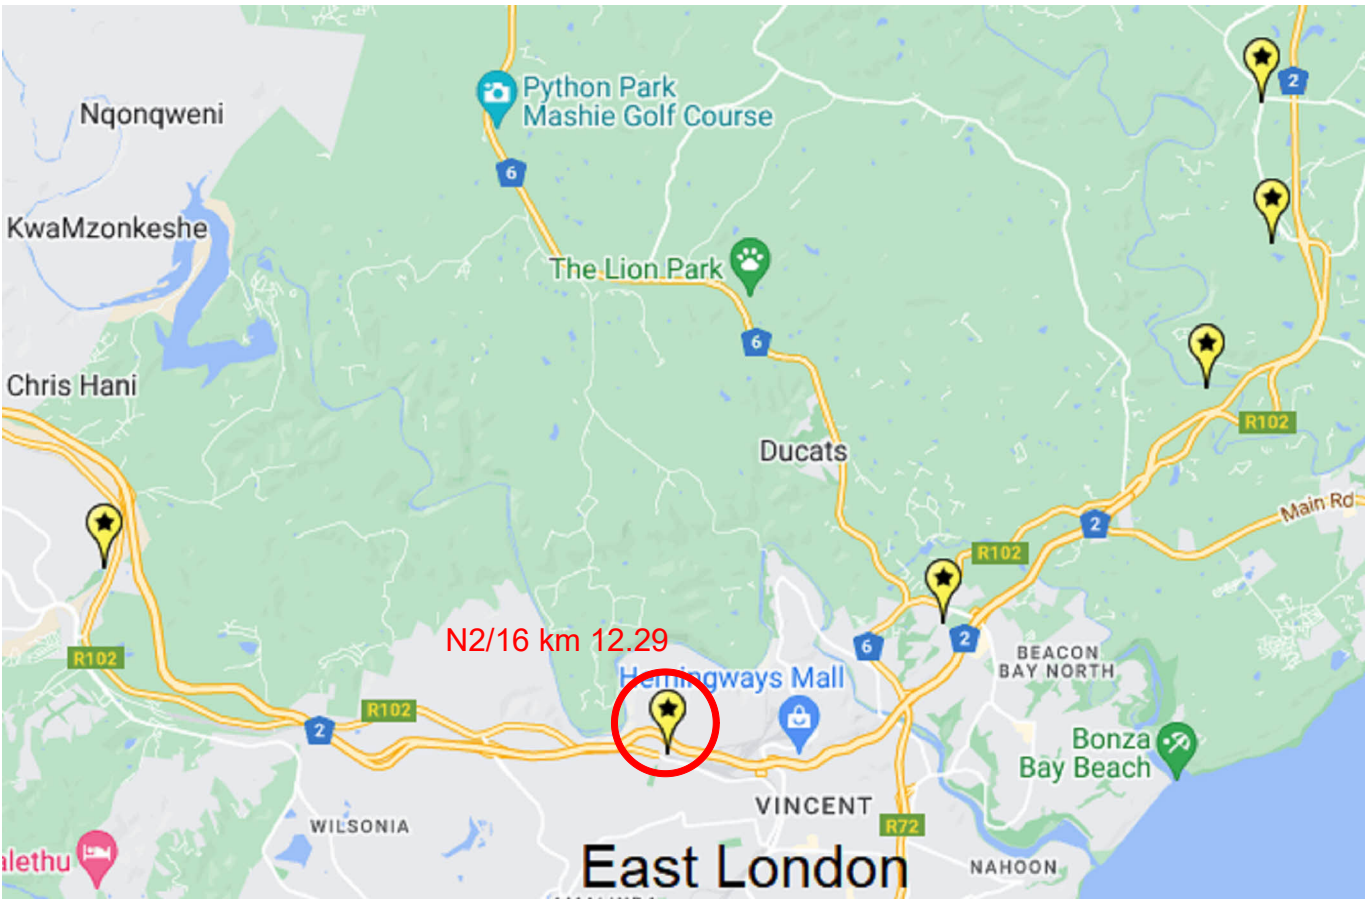 2
Python Park
Mashie Golf Course
Nqonqweni
6
KwaMzonkeshe
The Lion Park
6
Chris Hani
R102
Ducats
Main Rd
2
R102
N2/16 km 12.29
6
2
BEACON
BAY NORTH
R102
Hemingways Mall
R102
2
Bonza
Bay Beach
VINCENT
R72
WILSONIA
alethu
East London
NAHOON